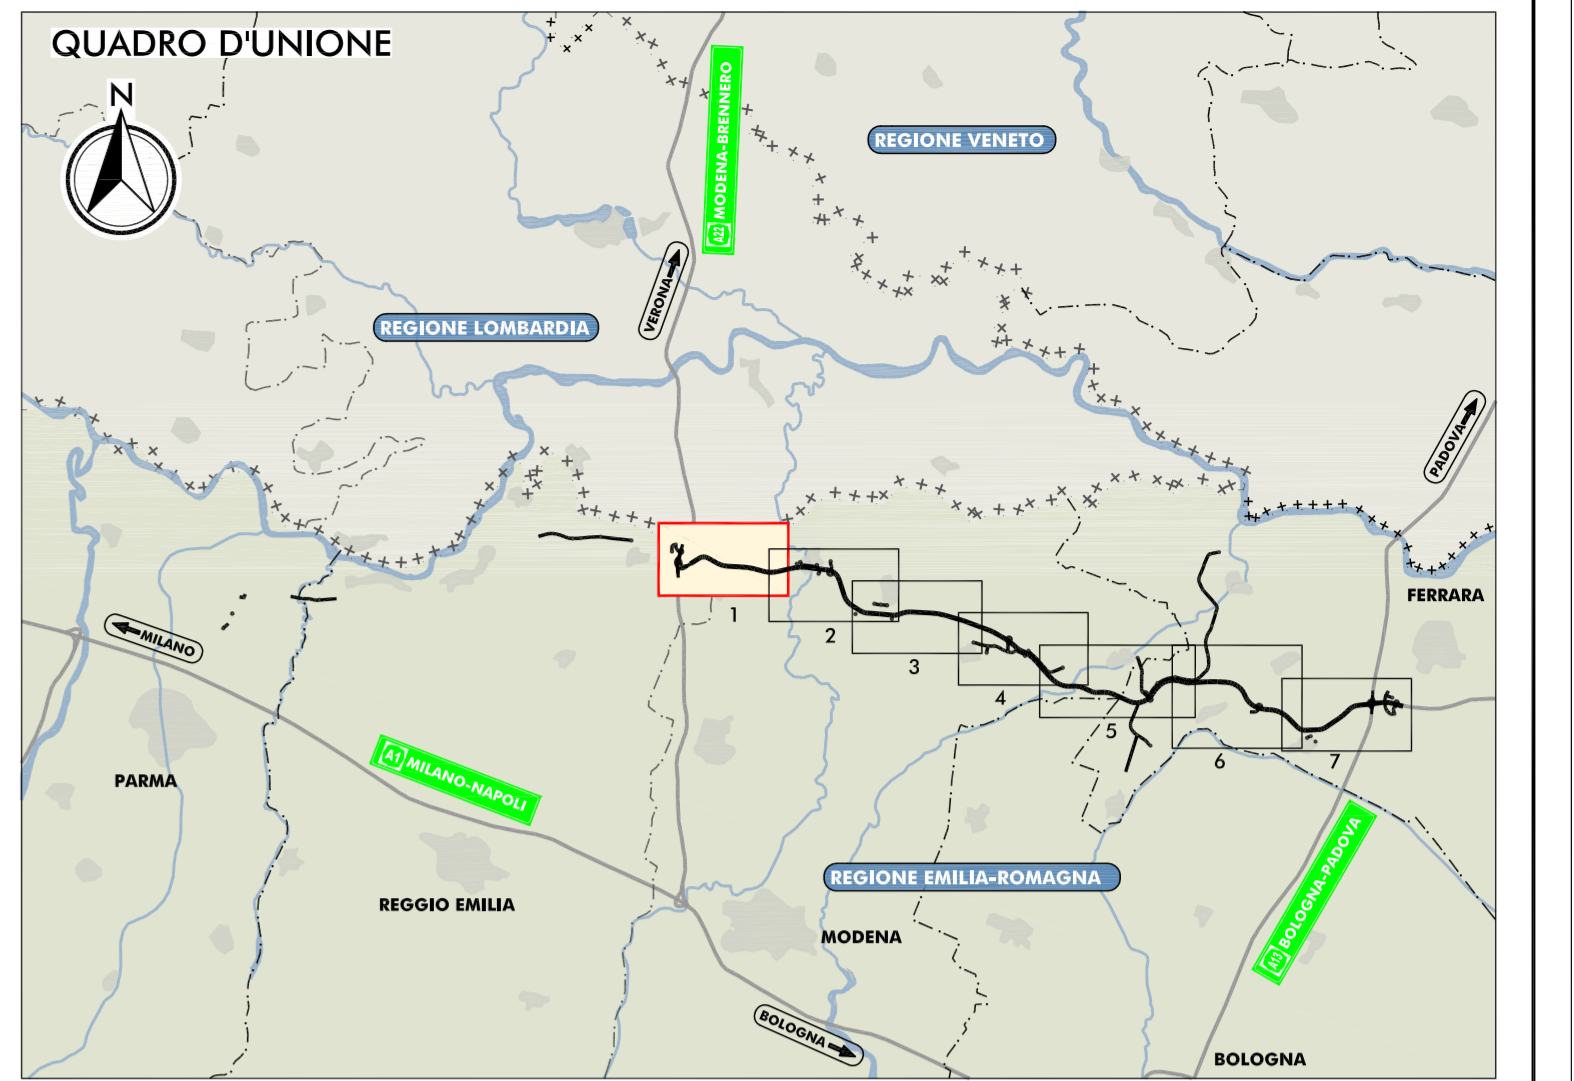 QUADRO D'UNIONE
N
A22 MODENA-BRENNERO
REGIONE VENETO
VERONA
REGIONE LOMBARDIA
PADOVA
FERRARA
1
2
3
4
5
6
7
MILANO
PARMA
A1 MILANO-NAPOLI
REGIONE EMILIA-ROMAGNA
A13 BOLOGNA-PADOVA
REGGIO EMILIA
MODENA
BOLOGNA
BOLOGNA